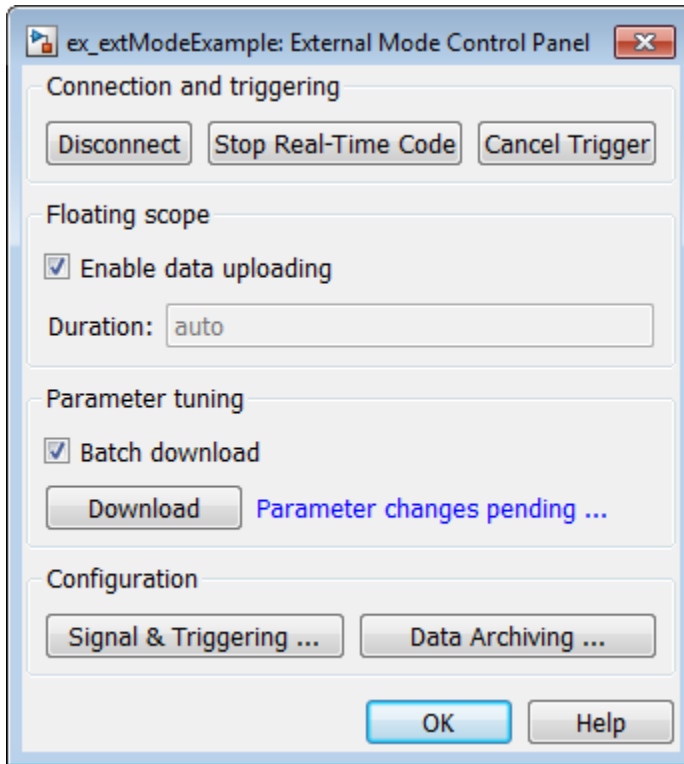 ex_extModeExample: External Mode Control Panel
Connection and triggering
Disconnect Stop Real-Time Code Cancel Trigger
Floating scope
Enable data uploading
Duration: auto
Parameter tuning
Batch download
Download Parameter changes pending ...
Configuration
Signal & Triggering ... Data Archiving ...
OK Help